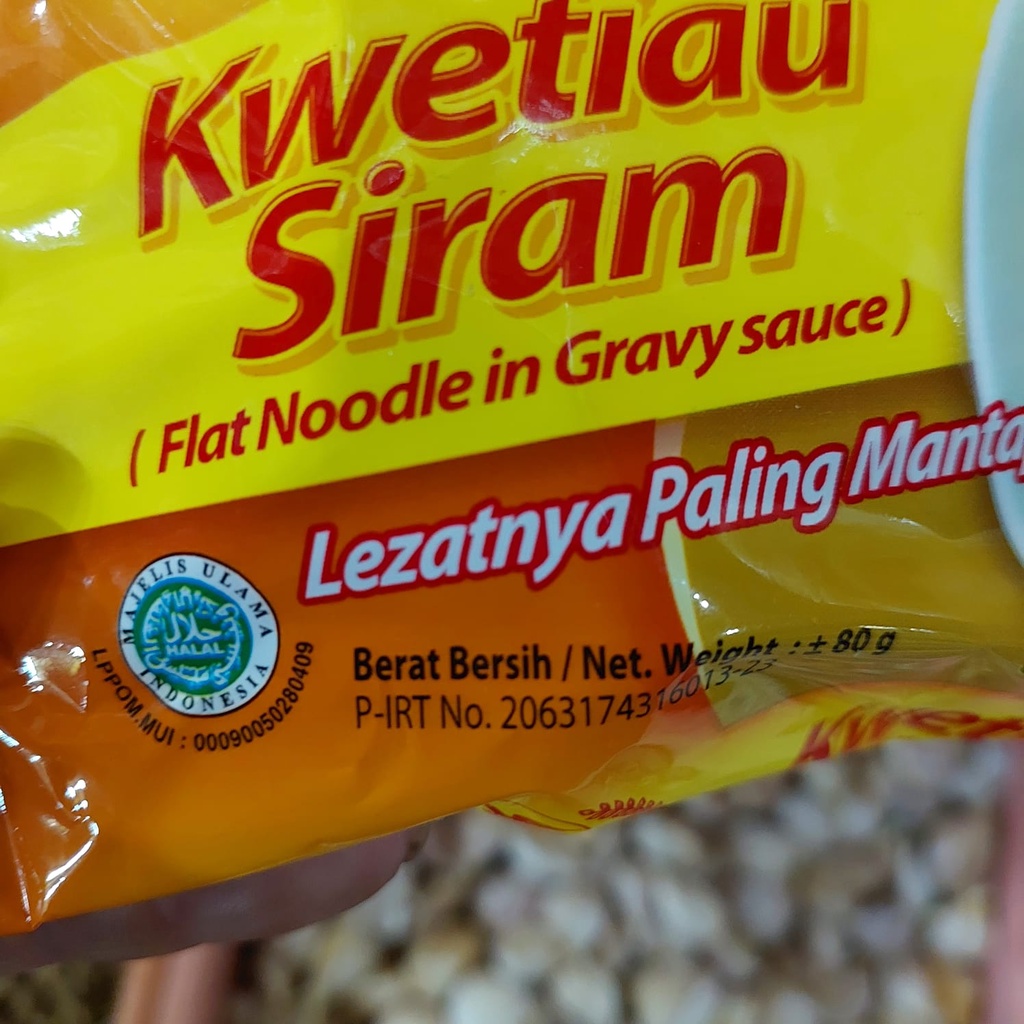 Kwetiau
Siram
( Flat Noodle in Gravy sauce )
Lezatnya Paling Manta
MAJELIS ULAMA
حلال
HALAL
INDONESIA
LPPOM.MUI : 00090050280409
Berat Bersih / Net. Weight : ± 80 g
P-IRT No. 2063174316013-23